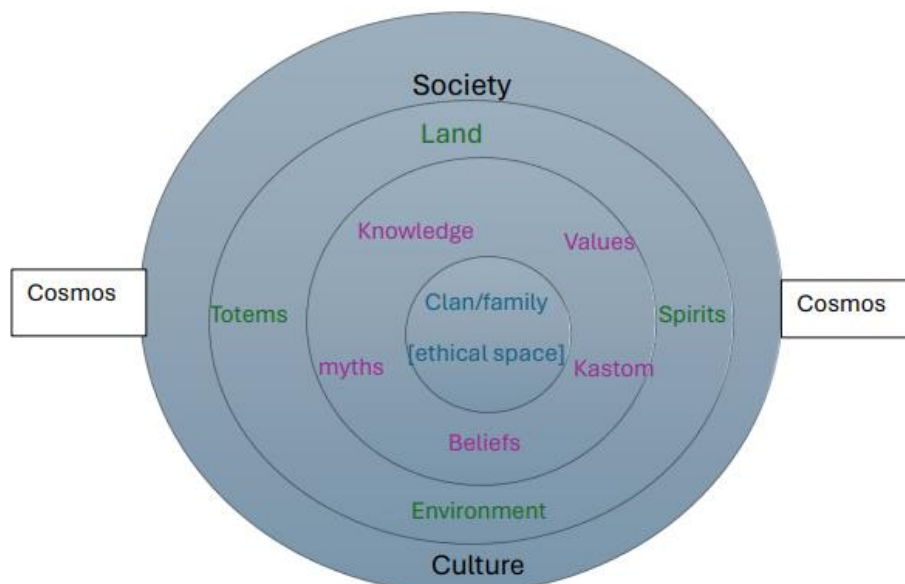 Society
Land
Knowledge
Values
Cosmos
Clan/family
Cosmos
Totems
Spirits
[ethical space]
myths
Kastom
Beliefs
Environment
Culture